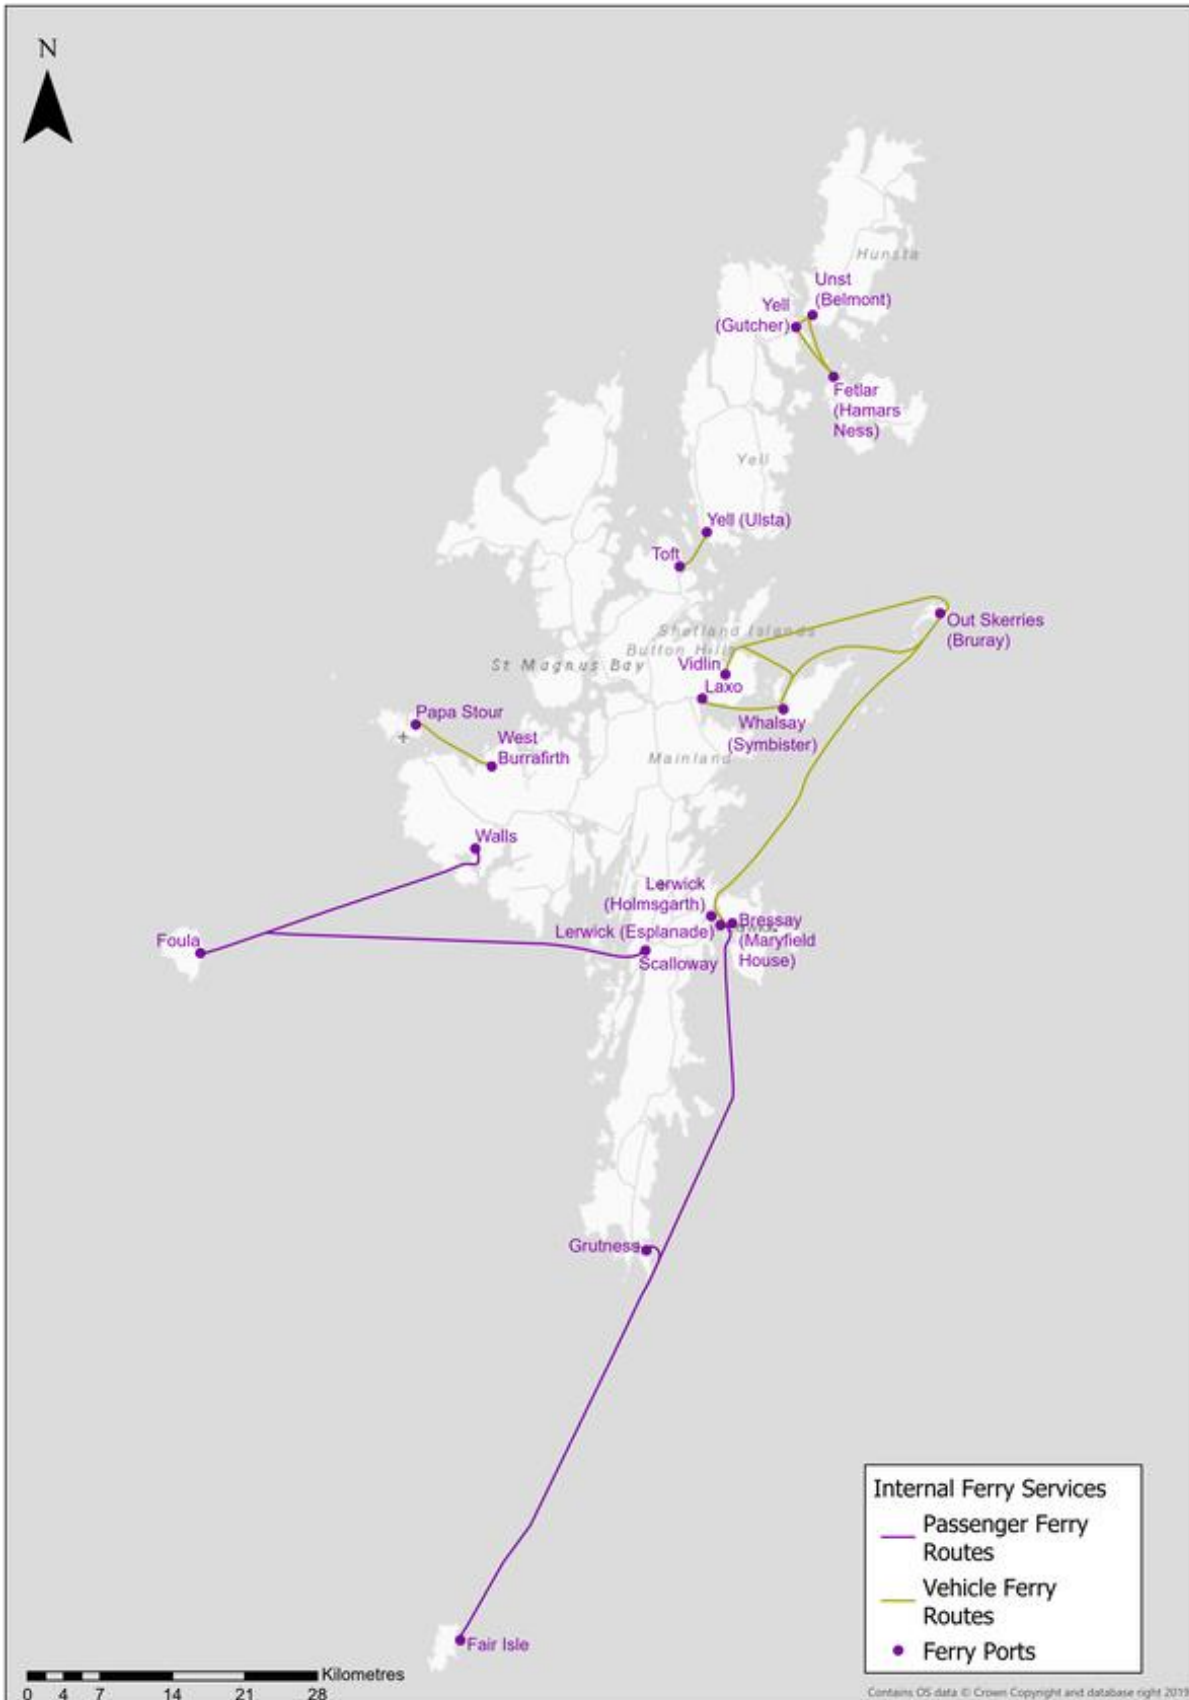 N
Hunsta
Unst
(Belmont)
Yell
(Gutcher)
Fetlar
(Hamars
Ness)
Yell
Yell (Ulsta)
Toft
Out Skerries
(Bruray)
Shetland Islands
Button Hills
St Magnus Bay
Vidlin
Laxo
Whalsay
(Symbister)
Papa Stour
West
Burrafirth
Mainland
Walls
Lerwick
(Holmsgarth)
Lerwick (Esplanade)
Bressay
(Maryfield
House)
Foula
Scalloway
Grutness
Fair Isle
Internal Ferry Services
Passenger Ferry
Routes
Vehicle Ferry
Routes
Ferry Ports
Kilometres
0 4 7 14 21 28
Contains OS data © Crown Copyright and database right 2019